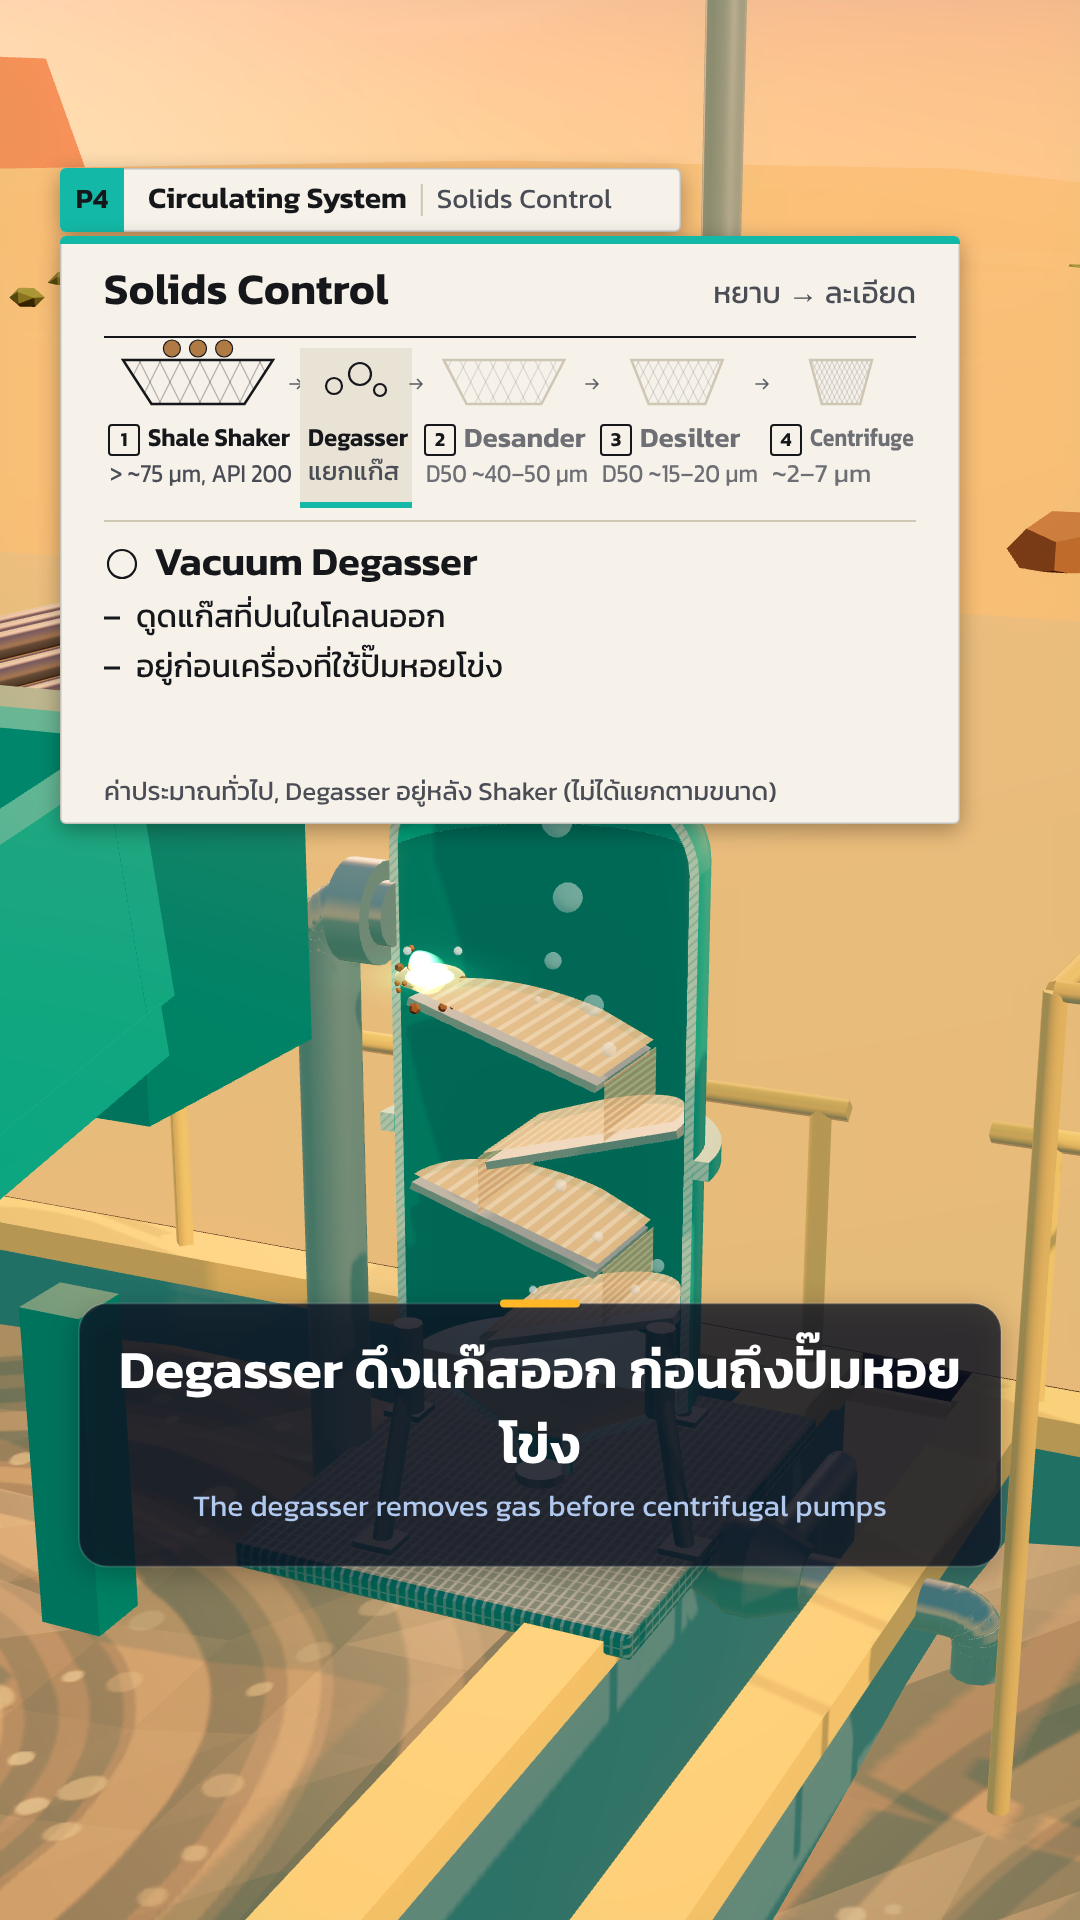 P4 Circulating System | Solids Control
Solids Control หยาบ → ละเอียด
→ → → →
1 Shale Shaker Degasser 2 Desander 3 Desilter 4 Centrifuge
> ~75 µm, API 200 แยกแก๊ส D50 ~40–50 µm D50 ~15–20 µm ~2–7 µm
Vacuum Degasser
– ดูดแก๊สที่ปนในโคลนออก
– อยู่ก่อนเครื่องที่ใช้ปั๊มหอยโข่ง
ค่าประมาณทั่วไป, Degasser อยู่หลัง Shaker (ไม่ได้แยกตามขนาด)
Degasser ดึงแก๊สออก ก่อนถึงปั๊มหอย
โข่ง
The degasser removes gas before centrifugal pumps